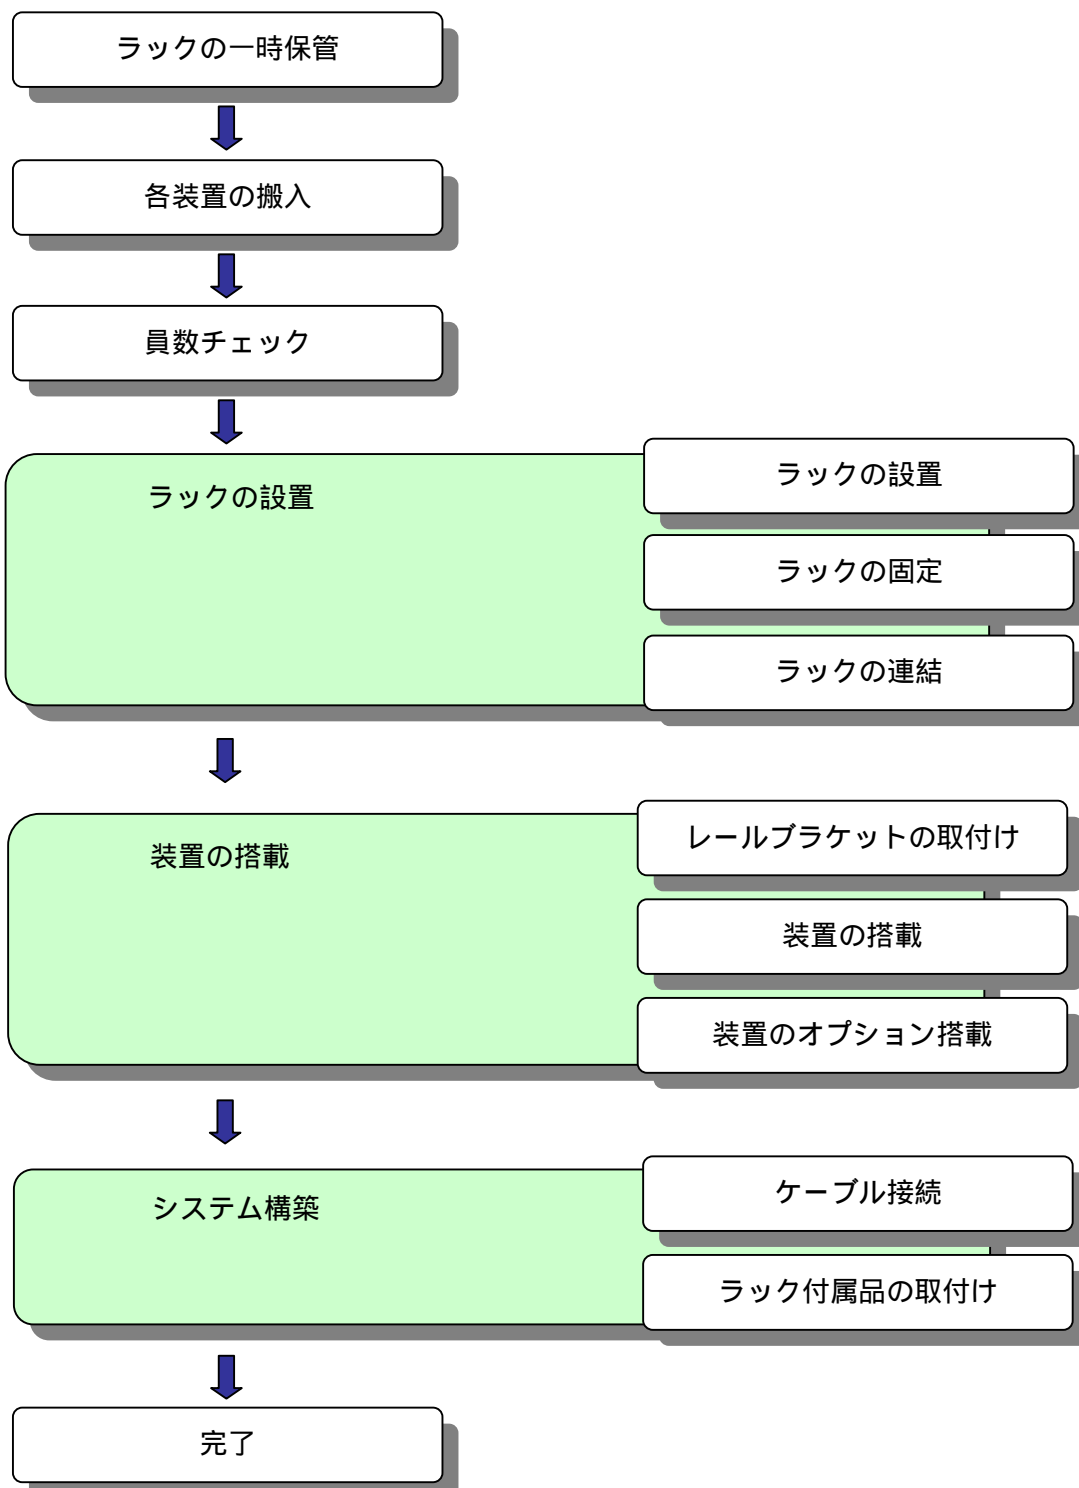 ラックの一時保管
各装置の搬入
員数チェック
ラックの設置
ラックの設置
ラックの固定
ラックの連結
装置の搭載
レールブラケットの取付け
装置の搭載
装置のオプション搭載
システム構築
ケーブル接続
ラック付属品の取付け
完了